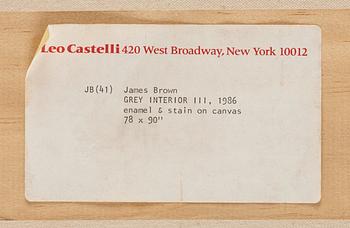 Leo Castelli 420 West Broadway, New York 10012
JB(41) James Brown
GREY INTERIOR III, 1986
enamel & stain on canvas
78 x 90"